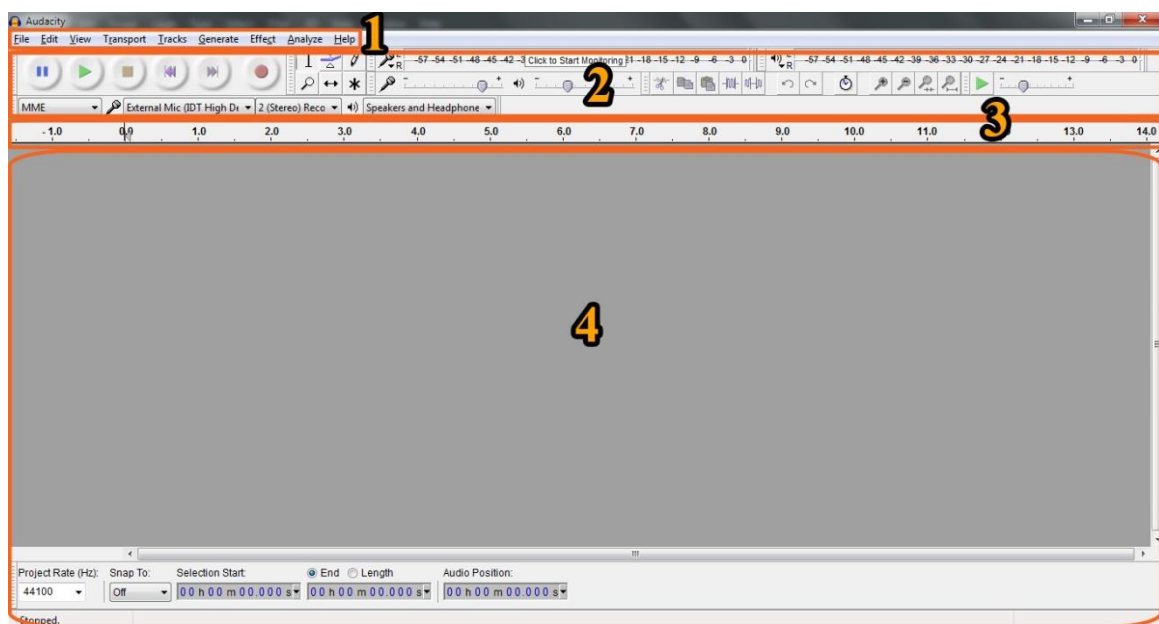 Audacity
File Edit View Transport Tracks Generate Effect Analyze Help
1
L
R
-57 -54 -51 -48 -45 -42 -3 Click to Start Monitoring 21 -18 -15 -12 -9 -6 -3 0
R
-57 -54 -51 -48 -45 -42 -39 -36 -33 -30 -27 -24 -21 -18 -15 -12 -9 -6 -3 0
2
MME External Mic (IDT High De 2 (Stereo) Reco Speakers and Headphone
3
-1.0 0.0 1.0 2.0 3.0 4.0 5.0 6.0 7.0 8.0 9.0 10.0 11.0 13.0 14.0
4
Project Rate (Hz): Snap To: Selection Start: End Length Audio Position:
44100 Off 00 h 00 m 00.000 s 00 h 00 m 00.000 s 00 h 00 m 00.000 s
Stopped.